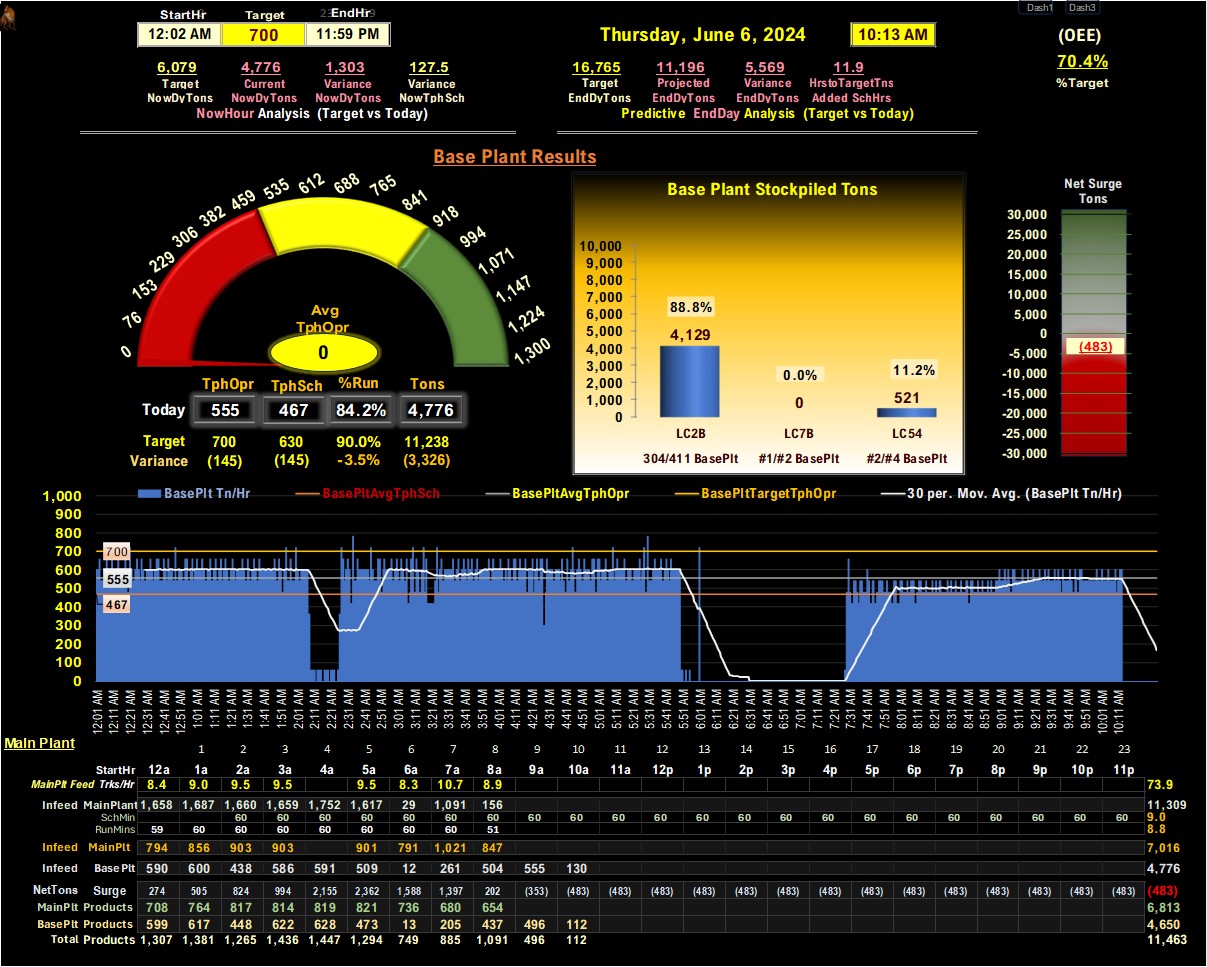 StartHr Target EndHr Dash1 Dash3
12:02 AM 700 11:59 PM Thursday, June 6, 2024 10:13 AM (OEE)
70.4%
%Target
6,079 4,776 1,303 127.5 16,765 11,196 5,569 11.9
Target Current Variance Variance Target Projected Variance HrstoTargetTns
NowDyTons NowDyTons NowDyTons NowTphSch EndDyTons EndDyTons EndDyTons Added SchHrs
NowHour Analysis (Target vs Today) Predictive EndDay Analysis (Target vs Today)
Base Plant Results
0 76 153 229 306 382 459 535 612 688 765 841 918 994 1,071 1,147 1,224 1,300
Avg
TphOpr
0
TphOpr TphSch %Run Tons
Today 555 467 84.2% 4,776
Target 700 630 90.0% 11,238
Variance (145) (145) -3.5% (3,326)
Base Plant Stockpiled Tons
10,000
9,000
8,000
7,000
6,000
5,000
4,000
3,000
2,000
1,000
0
88.8% 0.0% 11.2%
4,129 0 521
LC2B LC7B LC54
304/411 BasePlt #1/#2 BasePlt #2/#4 BasePlt
Net Surge
Tons
30,000
25,000
20,000
15,000
10,000
5,000
0
(483)
-5,000
-10,000
-15,000
-20,000
-25,000
-30,000
BasePlt Tn/Hr BasePltAvgTphSch BasePltAvgTphOpr BasePltTargetTphOpr 30 per. Mov. Avg. (BasePlt Tn/Hr)
1,000
900
800
700
600
500
400
300
200
100
0
700
555
467
12:01 AM 12:11 AM 12:21 AM 12:31 AM 12:51 AM 1:01 AM 1:11 AM 1:21 AM 1:31 AM 1:41 AM 1:51 AM 2:01 AM 2:11 AM 2:21 AM 2:31 AM 2:41 AM 2:51 AM 3:01 AM 3:11 AM 3:21 AM 3:31 AM 3:41 AM 3:51 AM 4:01 AM 4:11 AM 4:21 AM 4:31 AM 4:41 AM 4:51 AM 5:01 AM 5:11 AM 5:21 AM 5:31 AM 5:41 AM 5:51 AM 6:01 AM 6:11 AM 6:21 AM 6:31 AM 6:41 AM 6:51 AM 7:01 AM 7:11 AM 7:21 AM 7:31 AM 7:41 AM 7:51 AM 8:01 AM 8:11 AM 8:21 AM 8:31 AM 8:41 AM 8:51 AM 9:01 AM 9:11 AM 9:21 AM 9:31 AM 9:41 AM 9:51 AM 10:01 AM 10:11 AM
Main Plant
1 2 3 4 5 6 7 8 9 10 11 12 13 14 15 16 17 18 19 20 21 22 23
StartHr 12a 1a 2a 3a 4a 5a 6a 7a 8a 9a 10a 11a 12p 1p 2p 3p 4p 5p 6p 7p 8p 9p 10p 11p
MainPlt Feed Trks/Hr 8.4 9.0 9.5 9.5 9.5 8.3 10.7 8.9 73.9
Infeed MainPlant 1,658 1,687 1,660 1,659 1,752 1,617 29 1,091 156 11,309
SchMin 60 60 60 60 60 60 60 60 60 60 60 60 60 60 60 60 60 60 60 60 60 60 9.0
RunMins 59 60 60 60 60 60 60 60 51 8.8
Infeed MainPlt 794 856 903 903 901 791 1,021 847 7,016
Infeed BasePlt 590 600 438 586 591 509 12 261 504 555 130 4,776
NetTons Surge 274 505 824 994 2,155 2,362 1,588 1,397 202 (353) (483) (483) (483) (483) (483) (483) (483) (483) (483) (483) (483) (483) (483) (483) (483)
MainPlt Products 708 764 817 814 819 821 736 680 654 6,813
BasePlt Products 599 617 448 622 628 473 13 205 437 496 112 4,650
Total Products 1,307 1,381 1,265 1,436 1,447 1,294 749 885 1,091 496 112 11,463